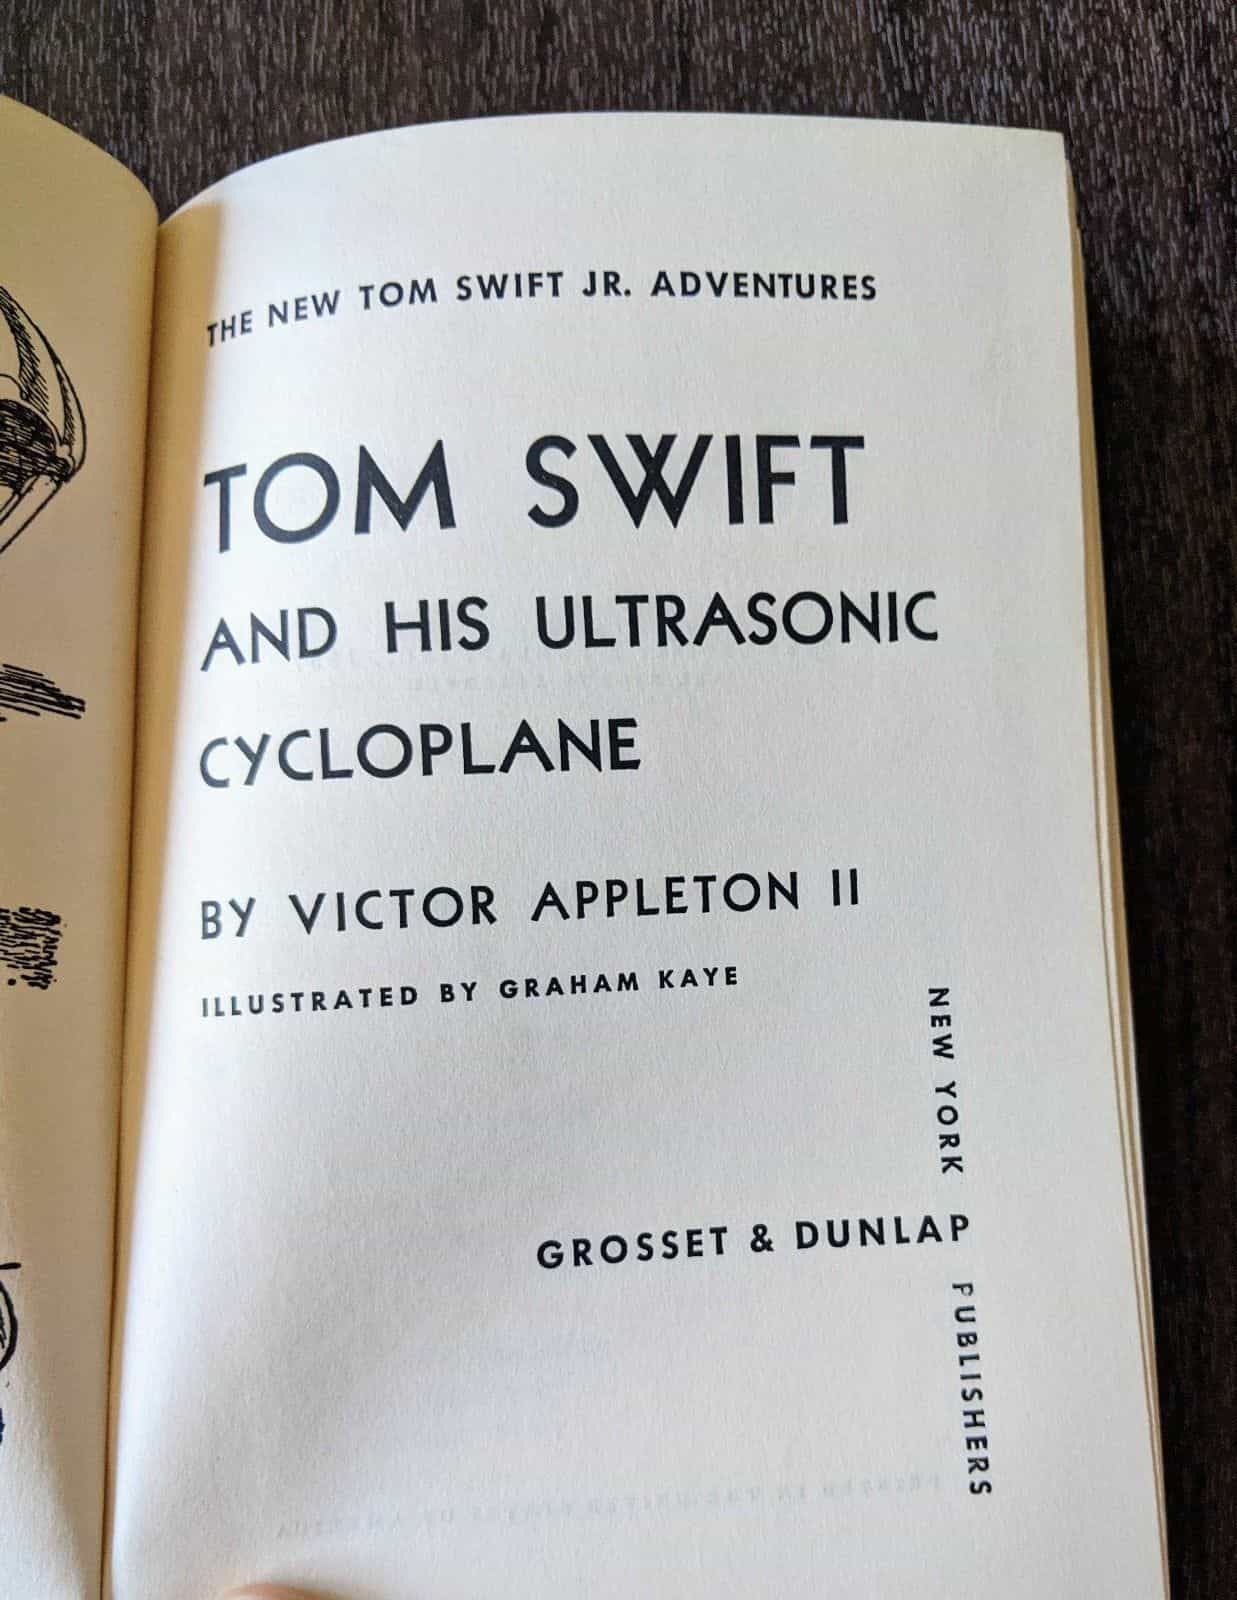 THE NEW TOM SWIFT JR. ADVENTURES
TOM SWIFT
AND HIS ULTRASONIC
CYCLOPLANE
BY VICTOR APPLETON II
ILLUSTRATED BY GRAHAM KAYE
NEW YORK
GROSSET & DUNLAP
PUBLISHERS